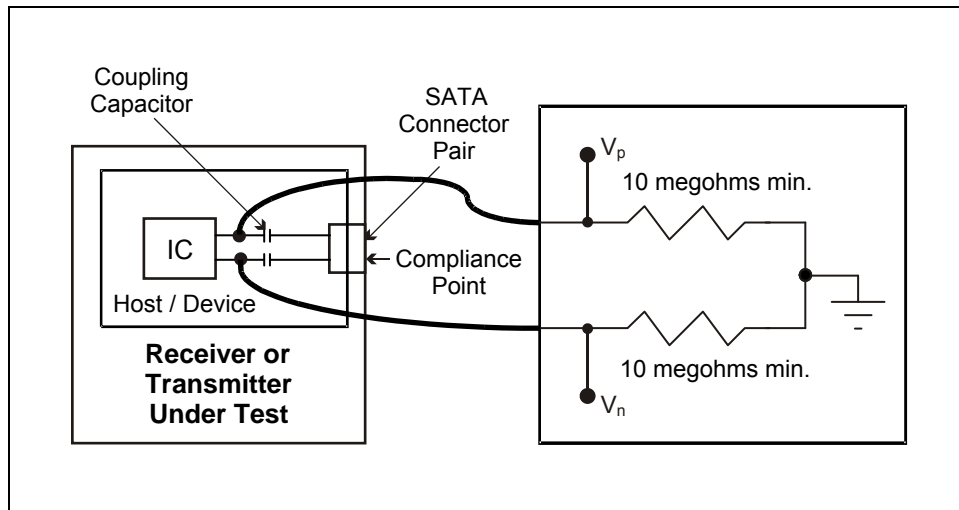 Coupling
Capacitor
SATA
Connector
Pair
Vp
10 megohms min.
IC
Compliance
Point
Host / Device
Receiver or
Transmitter
Under Test
10 megohms min.
Vn